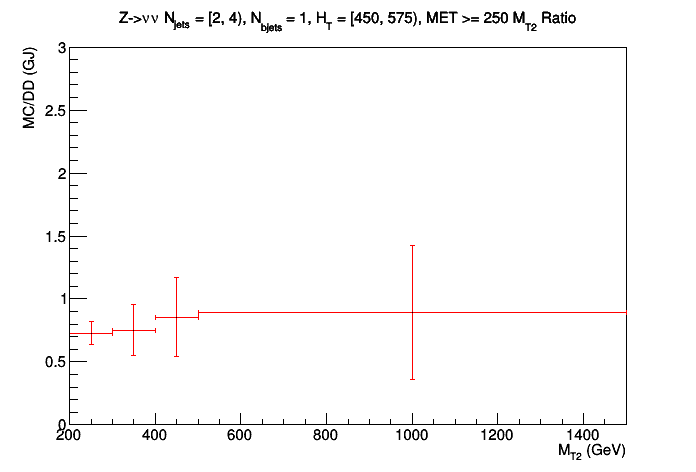 Z->νν N_jets = [2, 4), N_bjets = 1, H_T = [450, 575), MET >= 250 M_T2 Ratio
MC/DD (GJ)
3
2.5
2
1.5
1
0.5
0
200 400 600 800 1000 1200 1400
M_T2 (GeV)